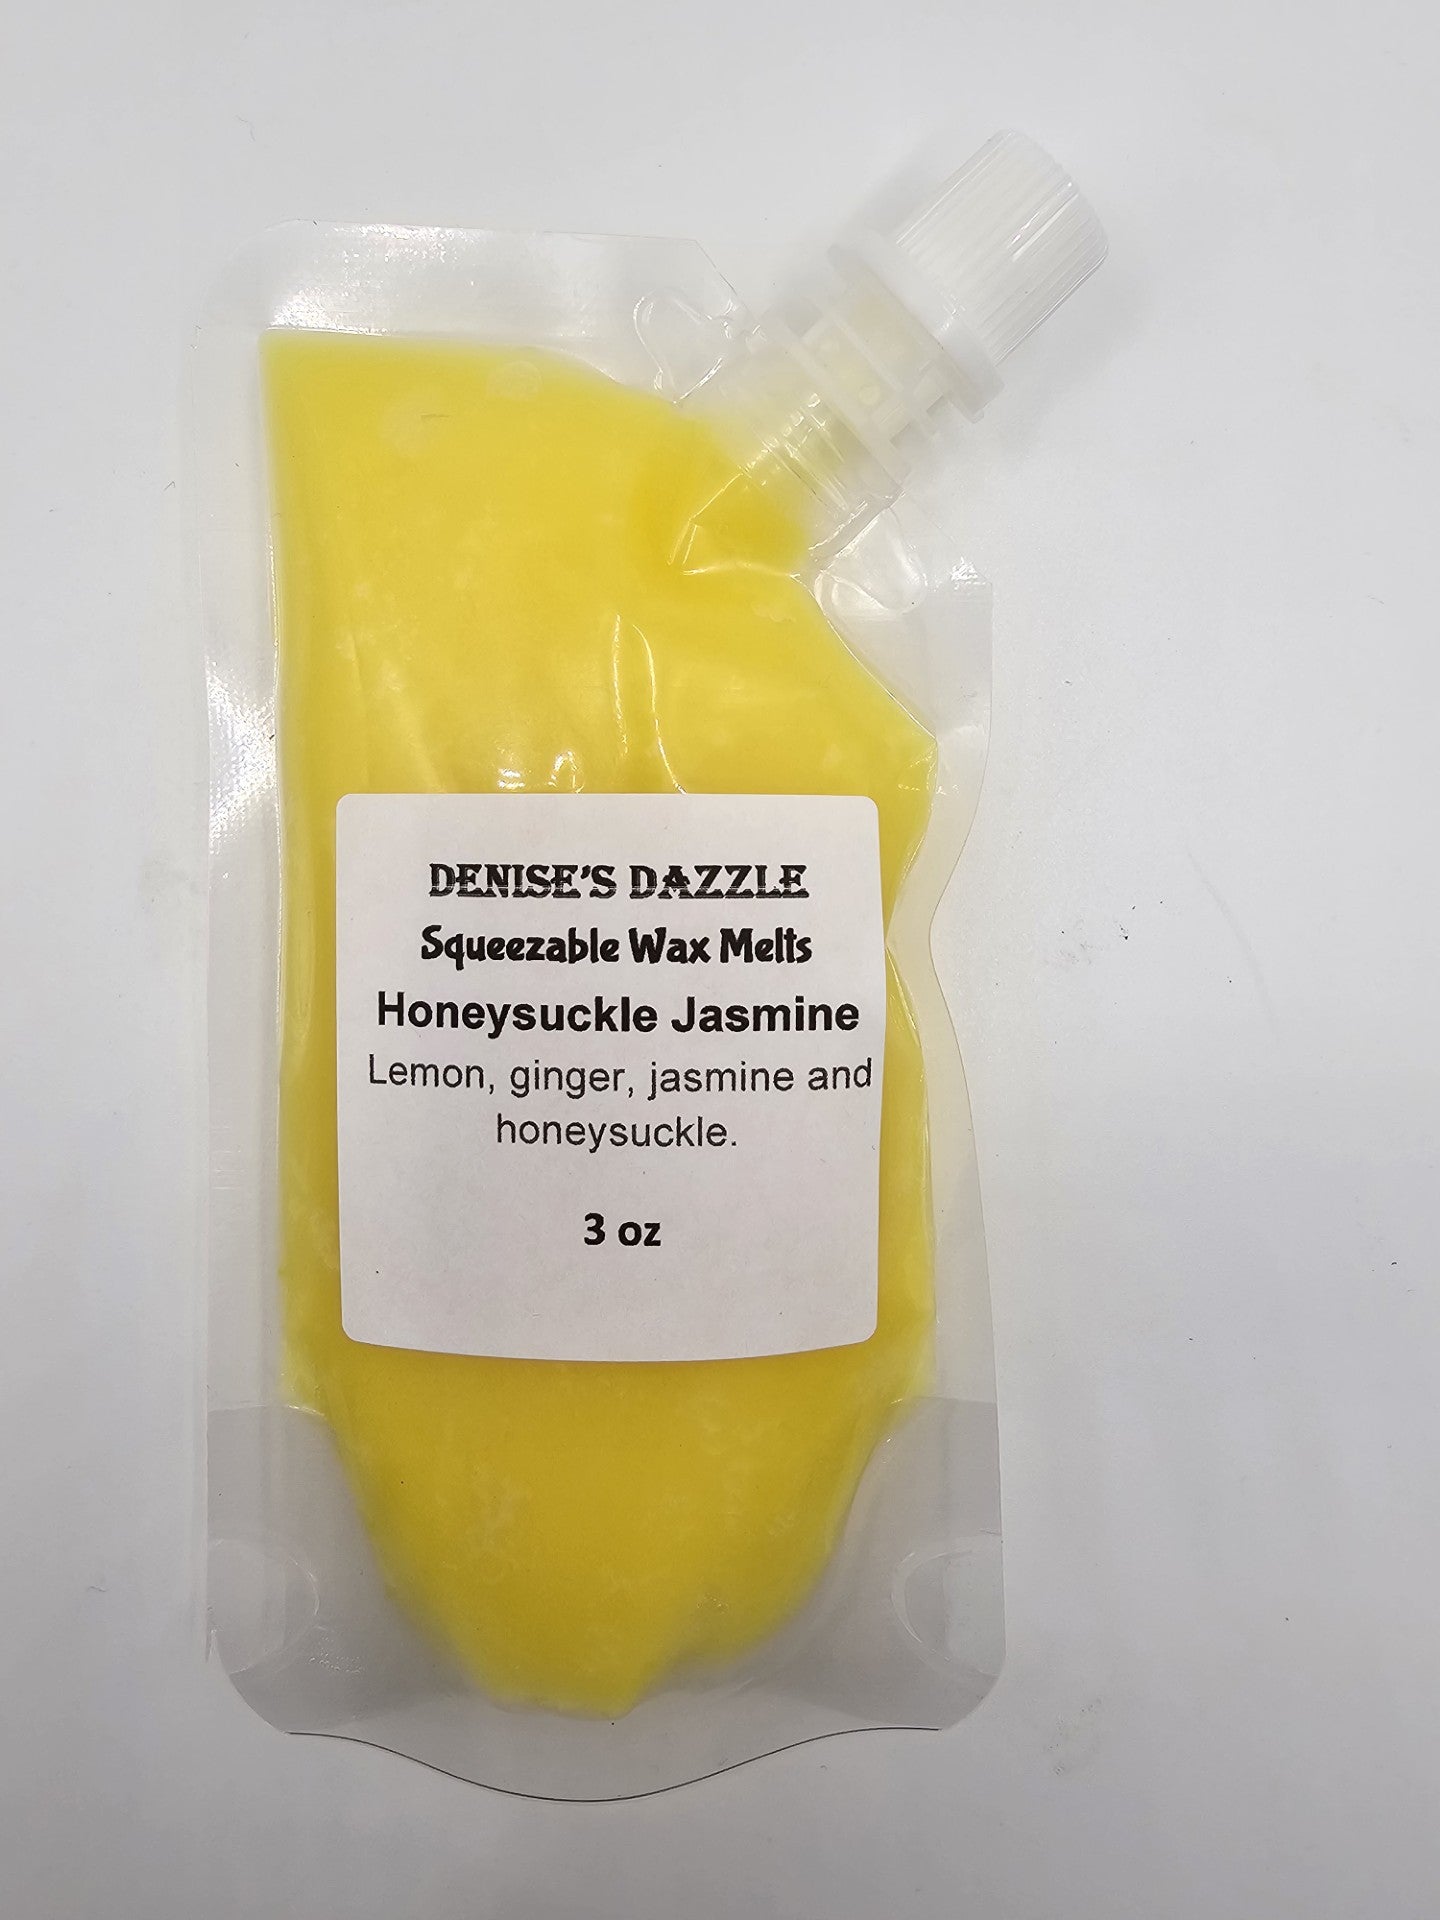 DENISE'S DAZZLE
Squeezable Wax Melts
Honeysuckle Jasmine
Lemon, ginger, jasmine and
honeysuckle.
3 oz